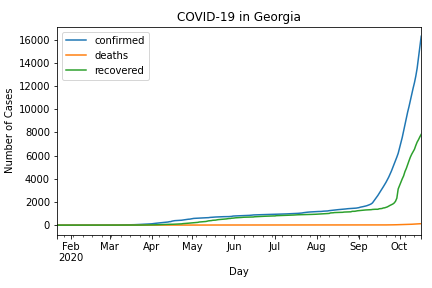 COVID-19 in Georgia
confirmed
deaths
recovered
Number of Cases
16000
14000
12000
10000
8000
6000
4000
2000
0
Feb Mar Apr May Jun Jul Aug Sep Oct
2020
Day